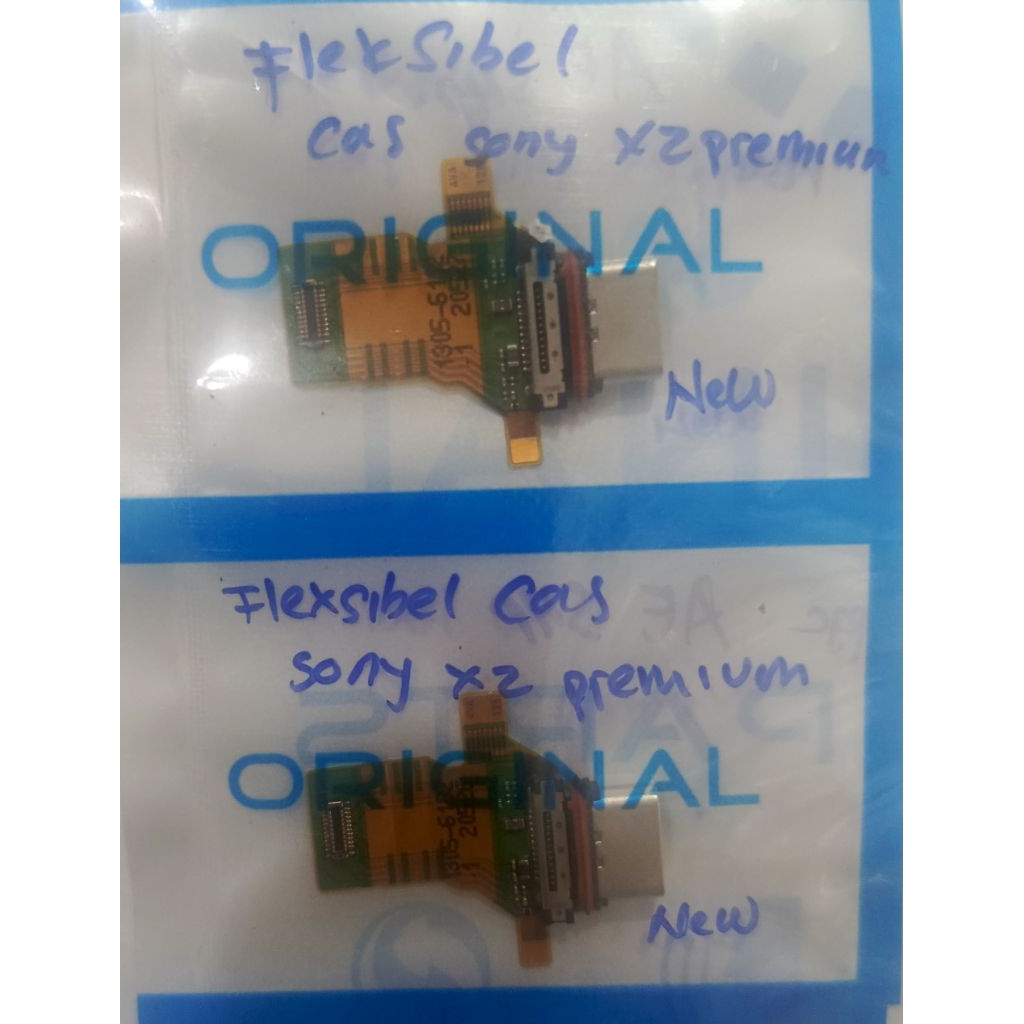 FlekSibel
Cas sony xz premium
ORIGINAL
New
Flexsibel Cas
sony xz premium
ORIGINAL
New